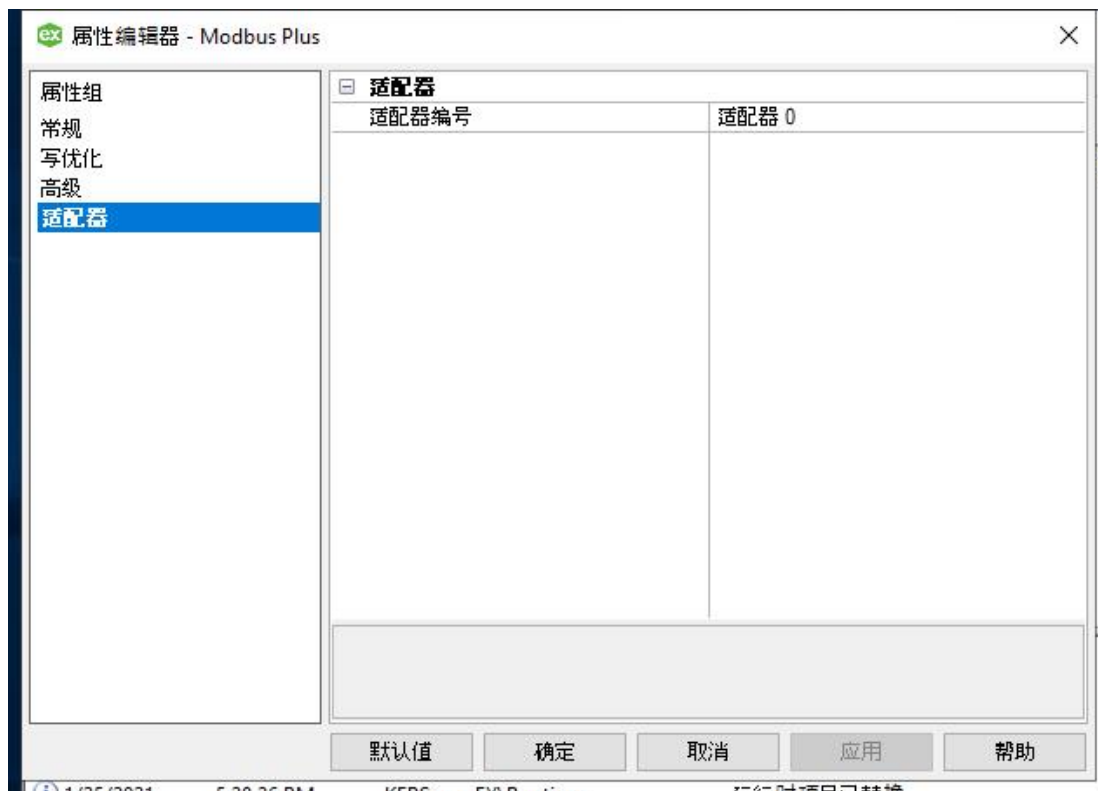 ex 属性编辑器 - Modbus Plus
属性组
常规
写优化
高级
适配器
适配器
适配器编号 适配器 0
默认值 确定 取消 应用 帮助